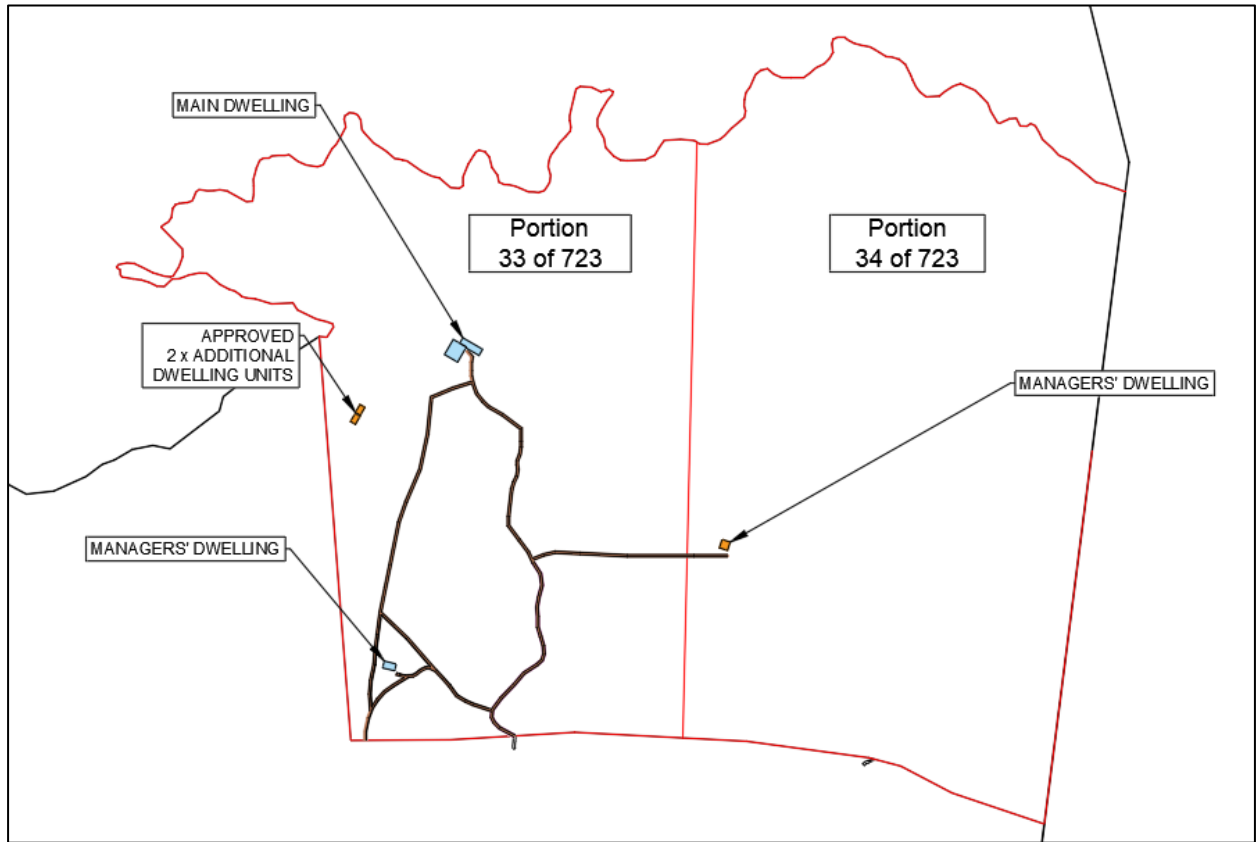 MAIN DWELLING
Portion
33 of 723
Portion
34 of 723
APPROVED
2 x ADDITIONAL
DWELLING UNITS
MANAGERS' DWELLING
MANAGERS' DWELLING